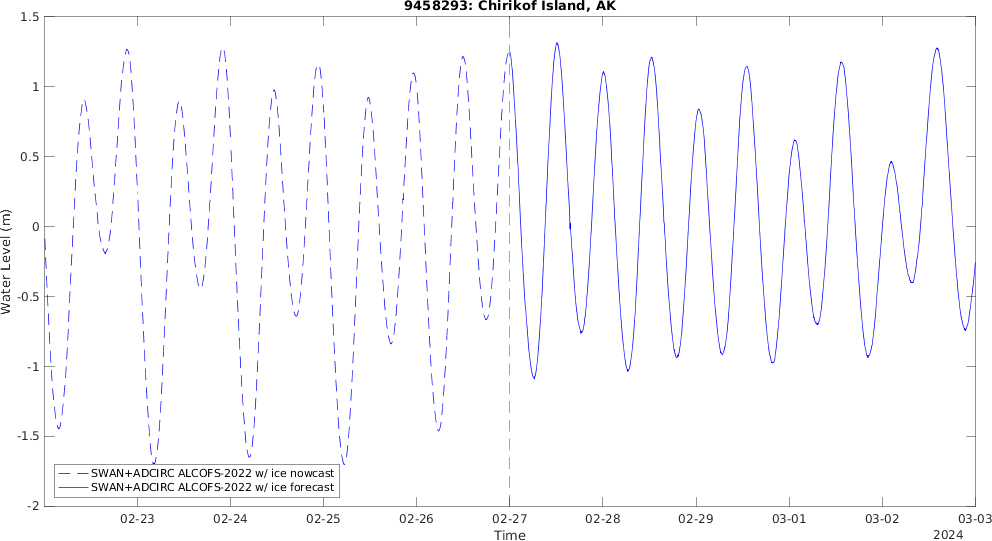 9458293: Chirikof Island, AK
1.5
1
0.5
0
-0.5
-1
-1.5
-2
Water Level (m)
SWAN+ADCIRC ALCOFS-2022 w/ ice nowcast
SWAN+ADCIRC ALCOFS-2022 w/ ice forecast
02-23 02-24 02-25 02-26 02-27 02-28 02-29 03-01 03-02 03-03
Time
2024